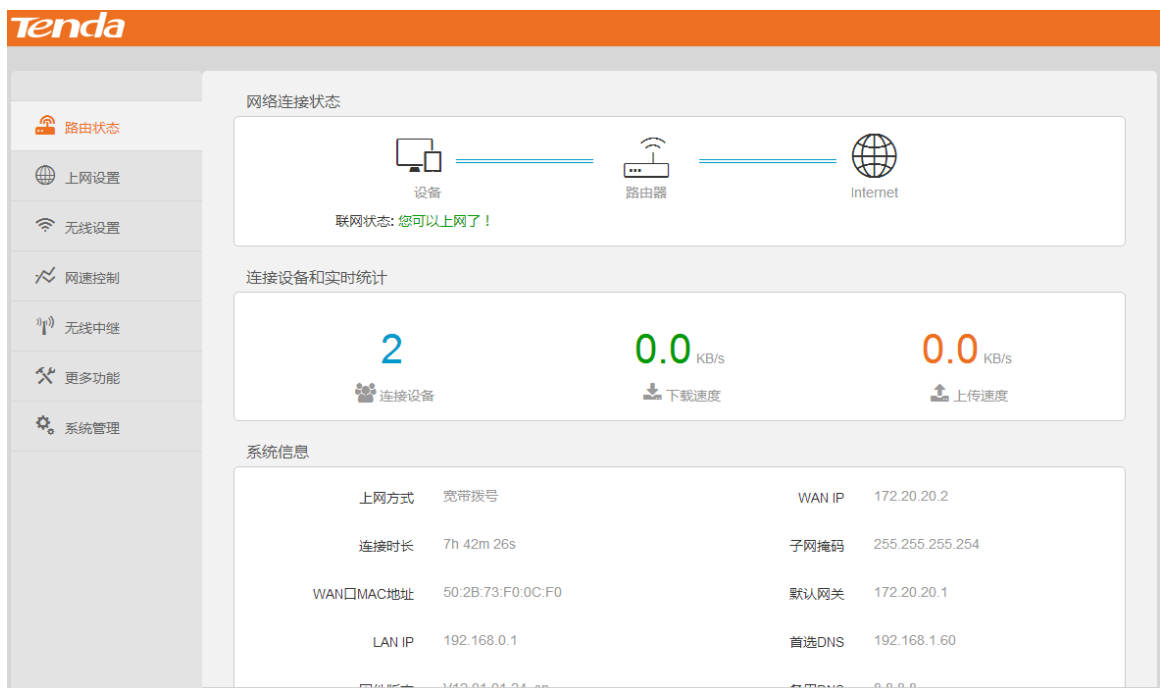 Tenda
路由状态
上网设置
无线设置
网速控制
无线中继
更多功能
系统管理
网络连接状态
设备
路由器
Internet
联网状态: 您可以上网了！
连接设备和实时统计
2
0.0 KB/s
0.0 KB/s
连接设备
下载速度
上传速度
系统信息
上网方式 宽带拨号 WAN IP 172.20.20.2
连接时长 7h 42m 26s 子网掩码 255.255.255.254
WAN口MAC地址 50:2B:73:F0:0C:F0 默认网关 172.20.20.1
LAN IP 192.168.0.1 首选DNS 192.168.1.60